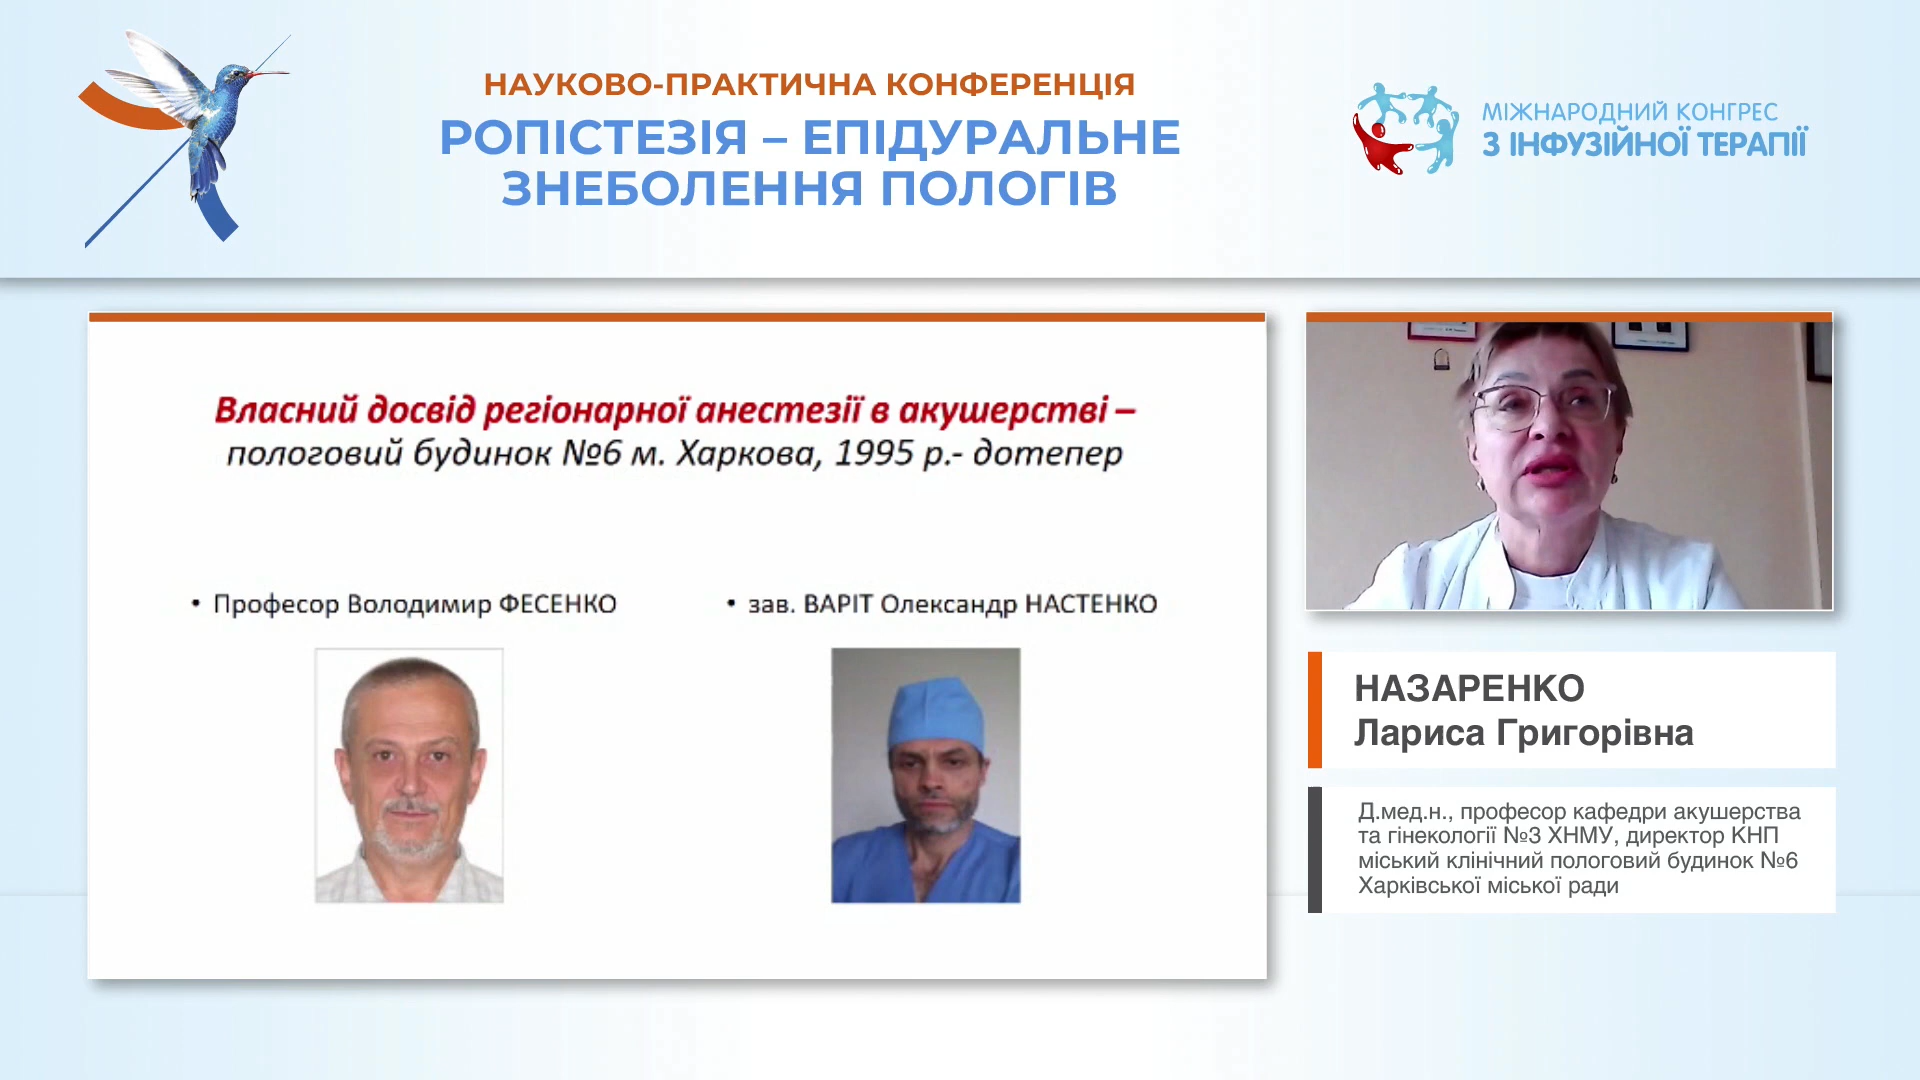 НАУКОВО-ПРАКТИЧНА КОНФЕРЕНЦІЯ
РОПІСТЕЗІЯ – ЕПІДУРАЛЬНЕ
ЗНЕБОЛЕННЯ ПОЛОГІВ
МІЖНАРОДНИЙ КОНГРЕС
З ІНФУЗІЙНОЇ ТЕРАПІЇ
Власний досвід регіонарної анестезії в акушерстві –
пологовий будинок №6 м. Харкова, 1995 р.- дотепер
• Професор Володимир ФЕСЕНКО
• зав. ВАРІТ Олександр НАСТЕНКО
НАЗАРЕНКО
Лариса Григорівна
Д.мед.н., професор кафедри акушерства
та гінекології №3 ХНМУ, директор КНП
міський клінічний пологовий будинок №6
Харківської міської ради